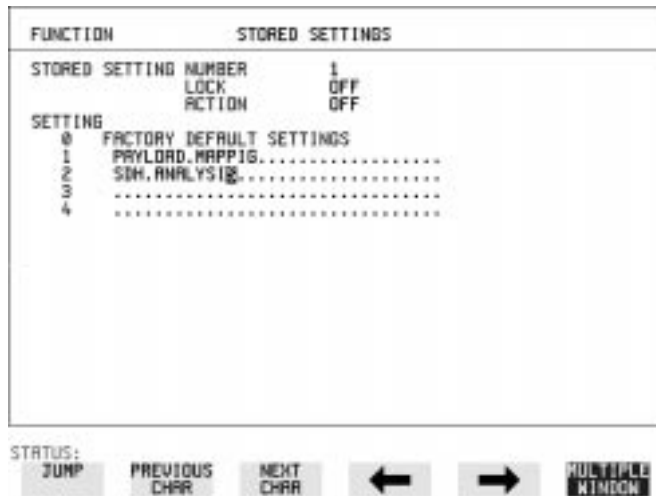 FUNCTION STORED SETTINGS
STORED SETTING NUMBER 1
LOCK OFF
ACTION OFF
SETTING
0 FACTORY DEFAULT SETTINGS
1 PAYLOAD.MAPPIG..................
2 SDH.ANALYSIS....................
3 ................................
4 ................................
STATUS:
JUMP PREVIOUS CHAR NEXT CHAR ← → MULTIPLE WINDOW